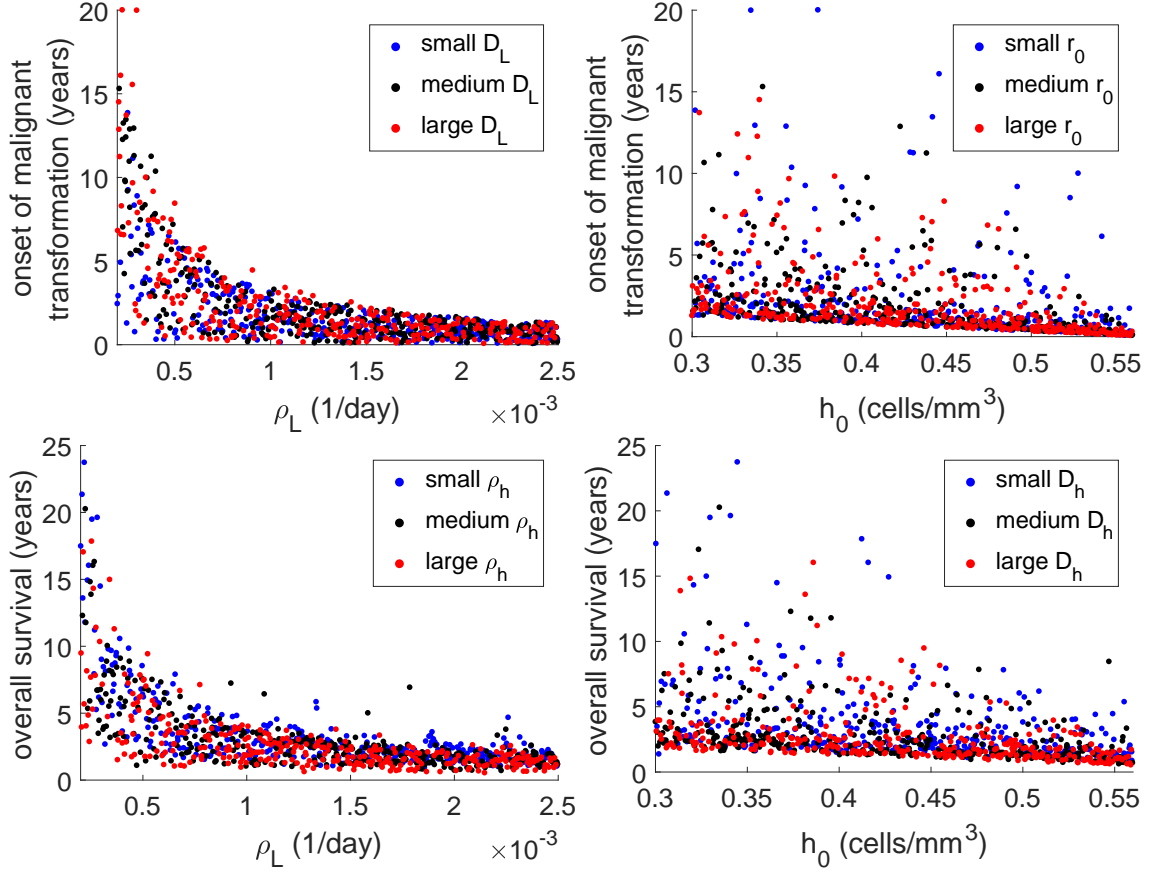 onset of malignant
transformation (years)
20
15
10
5
0
0.5
1
1.5
2
2.5
ρ_L (1/day)
×10^-3
small D_L
medium D_L
large D_L
onset of malignant
transformation (years)
20
15
10
5
0
0.3
0.35
0.4
0.45
0.5
0.55
h_0 (cells/mm^3)
small r_0
medium r_0
large r_0
overall survival (years)
25
20
15
10
5
0
0.5
1
1.5
2
2.5
ρ_L (1/day)
×10^-3
small ρ_h
medium ρ_h
large ρ_h
overall survival (years)
25
20
15
10
5
0
0.3
0.35
0.4
0.45
0.5
0.55
h_0 (cells/mm^3)
small D_h
medium D_h
large D_h